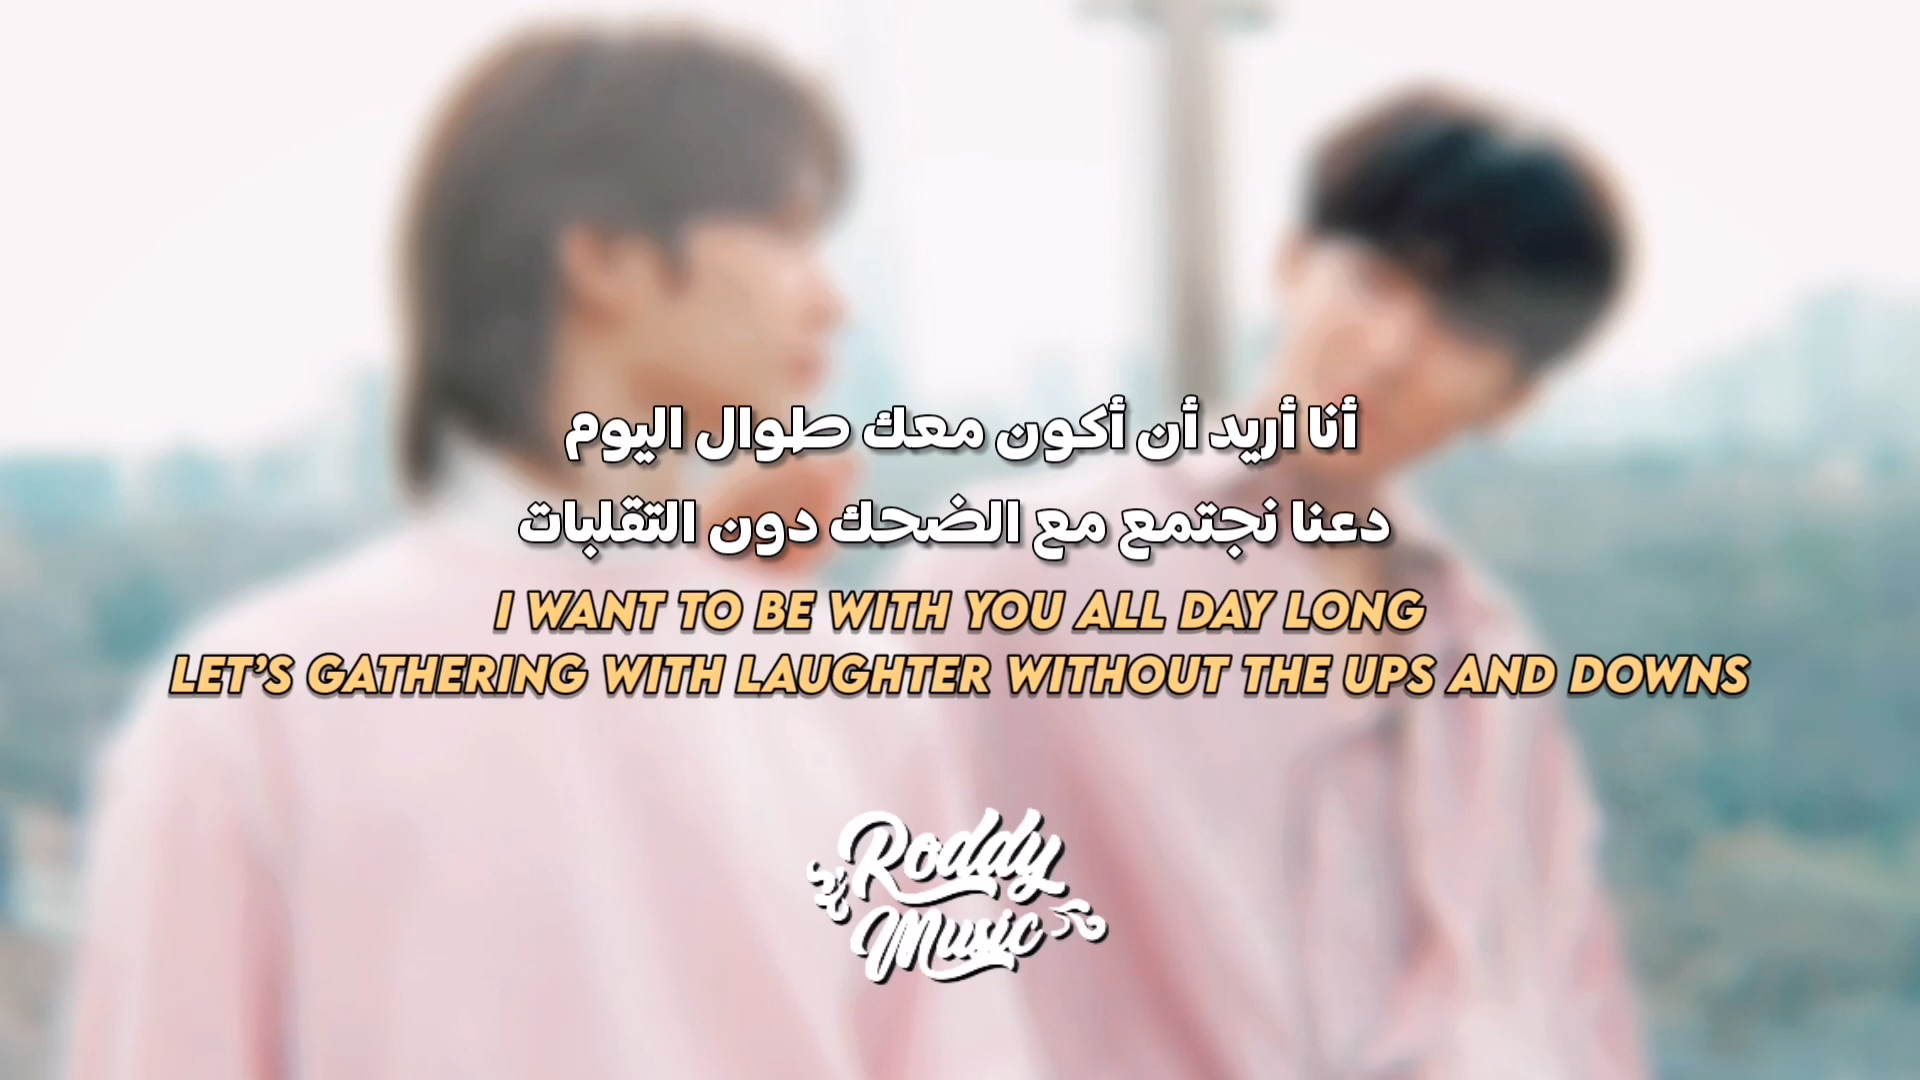 أنا أريد أن أكون معك طوال اليوم
دعنا نجتمع مع الضحك دون التقلبات
I WANT TO BE WITH YOU ALL DAY LONG
LET'S GATHERING WITH LAUGHTER WITHOUT THE UPS AND DOWNS
Roddy
Music